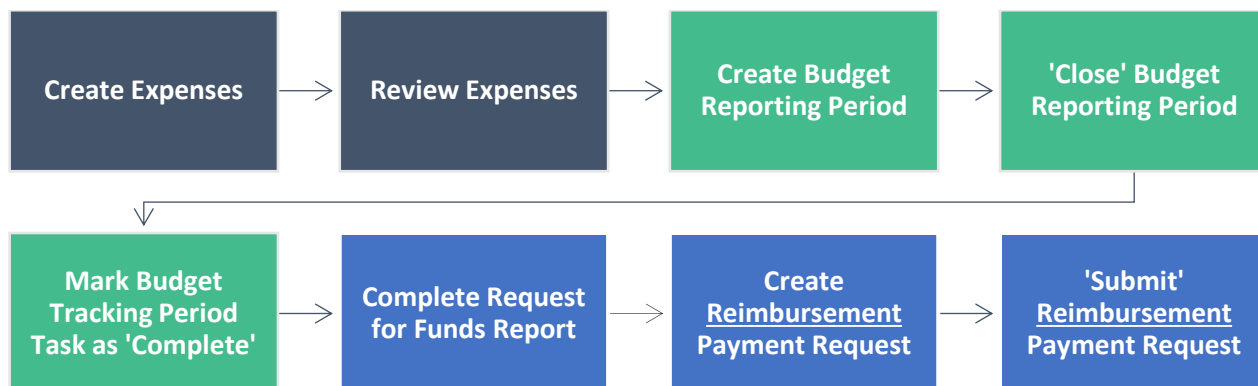 Create Expenses
Review Expenses
Create Budget
Reporting Period
'Close' Budget
Reporting Period
Mark Budget
Tracking Period
Task as 'Complete'
Complete Request
for Funds Report
Create
Reimbursement
Payment Request
'Submit'
Reimbursement
Payment Request